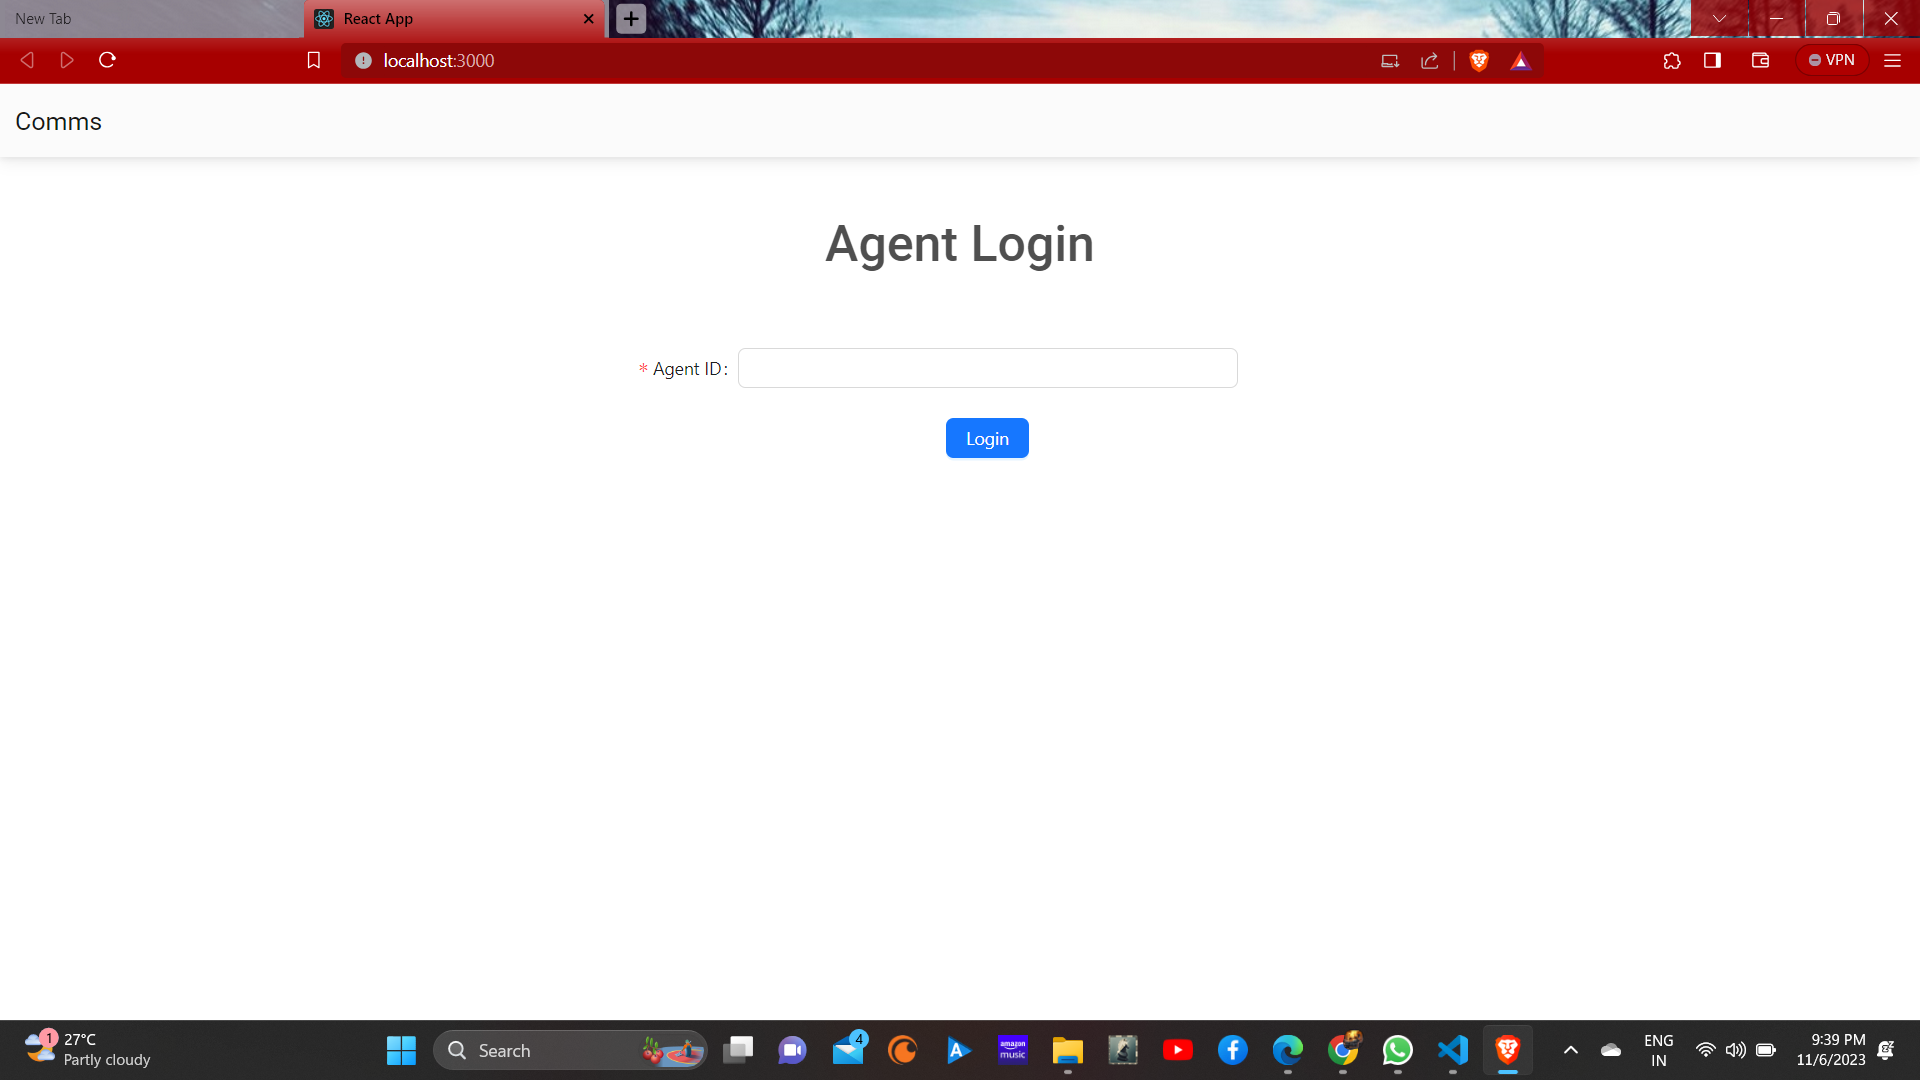 New Tab
React App
localhost:3000
VPN
Comms
Agent Login
* Agent ID:
Login
1
27°C
Partly cloudy
Search
4
amazon
music
ENG
IN
9:39 PM
11/6/2023